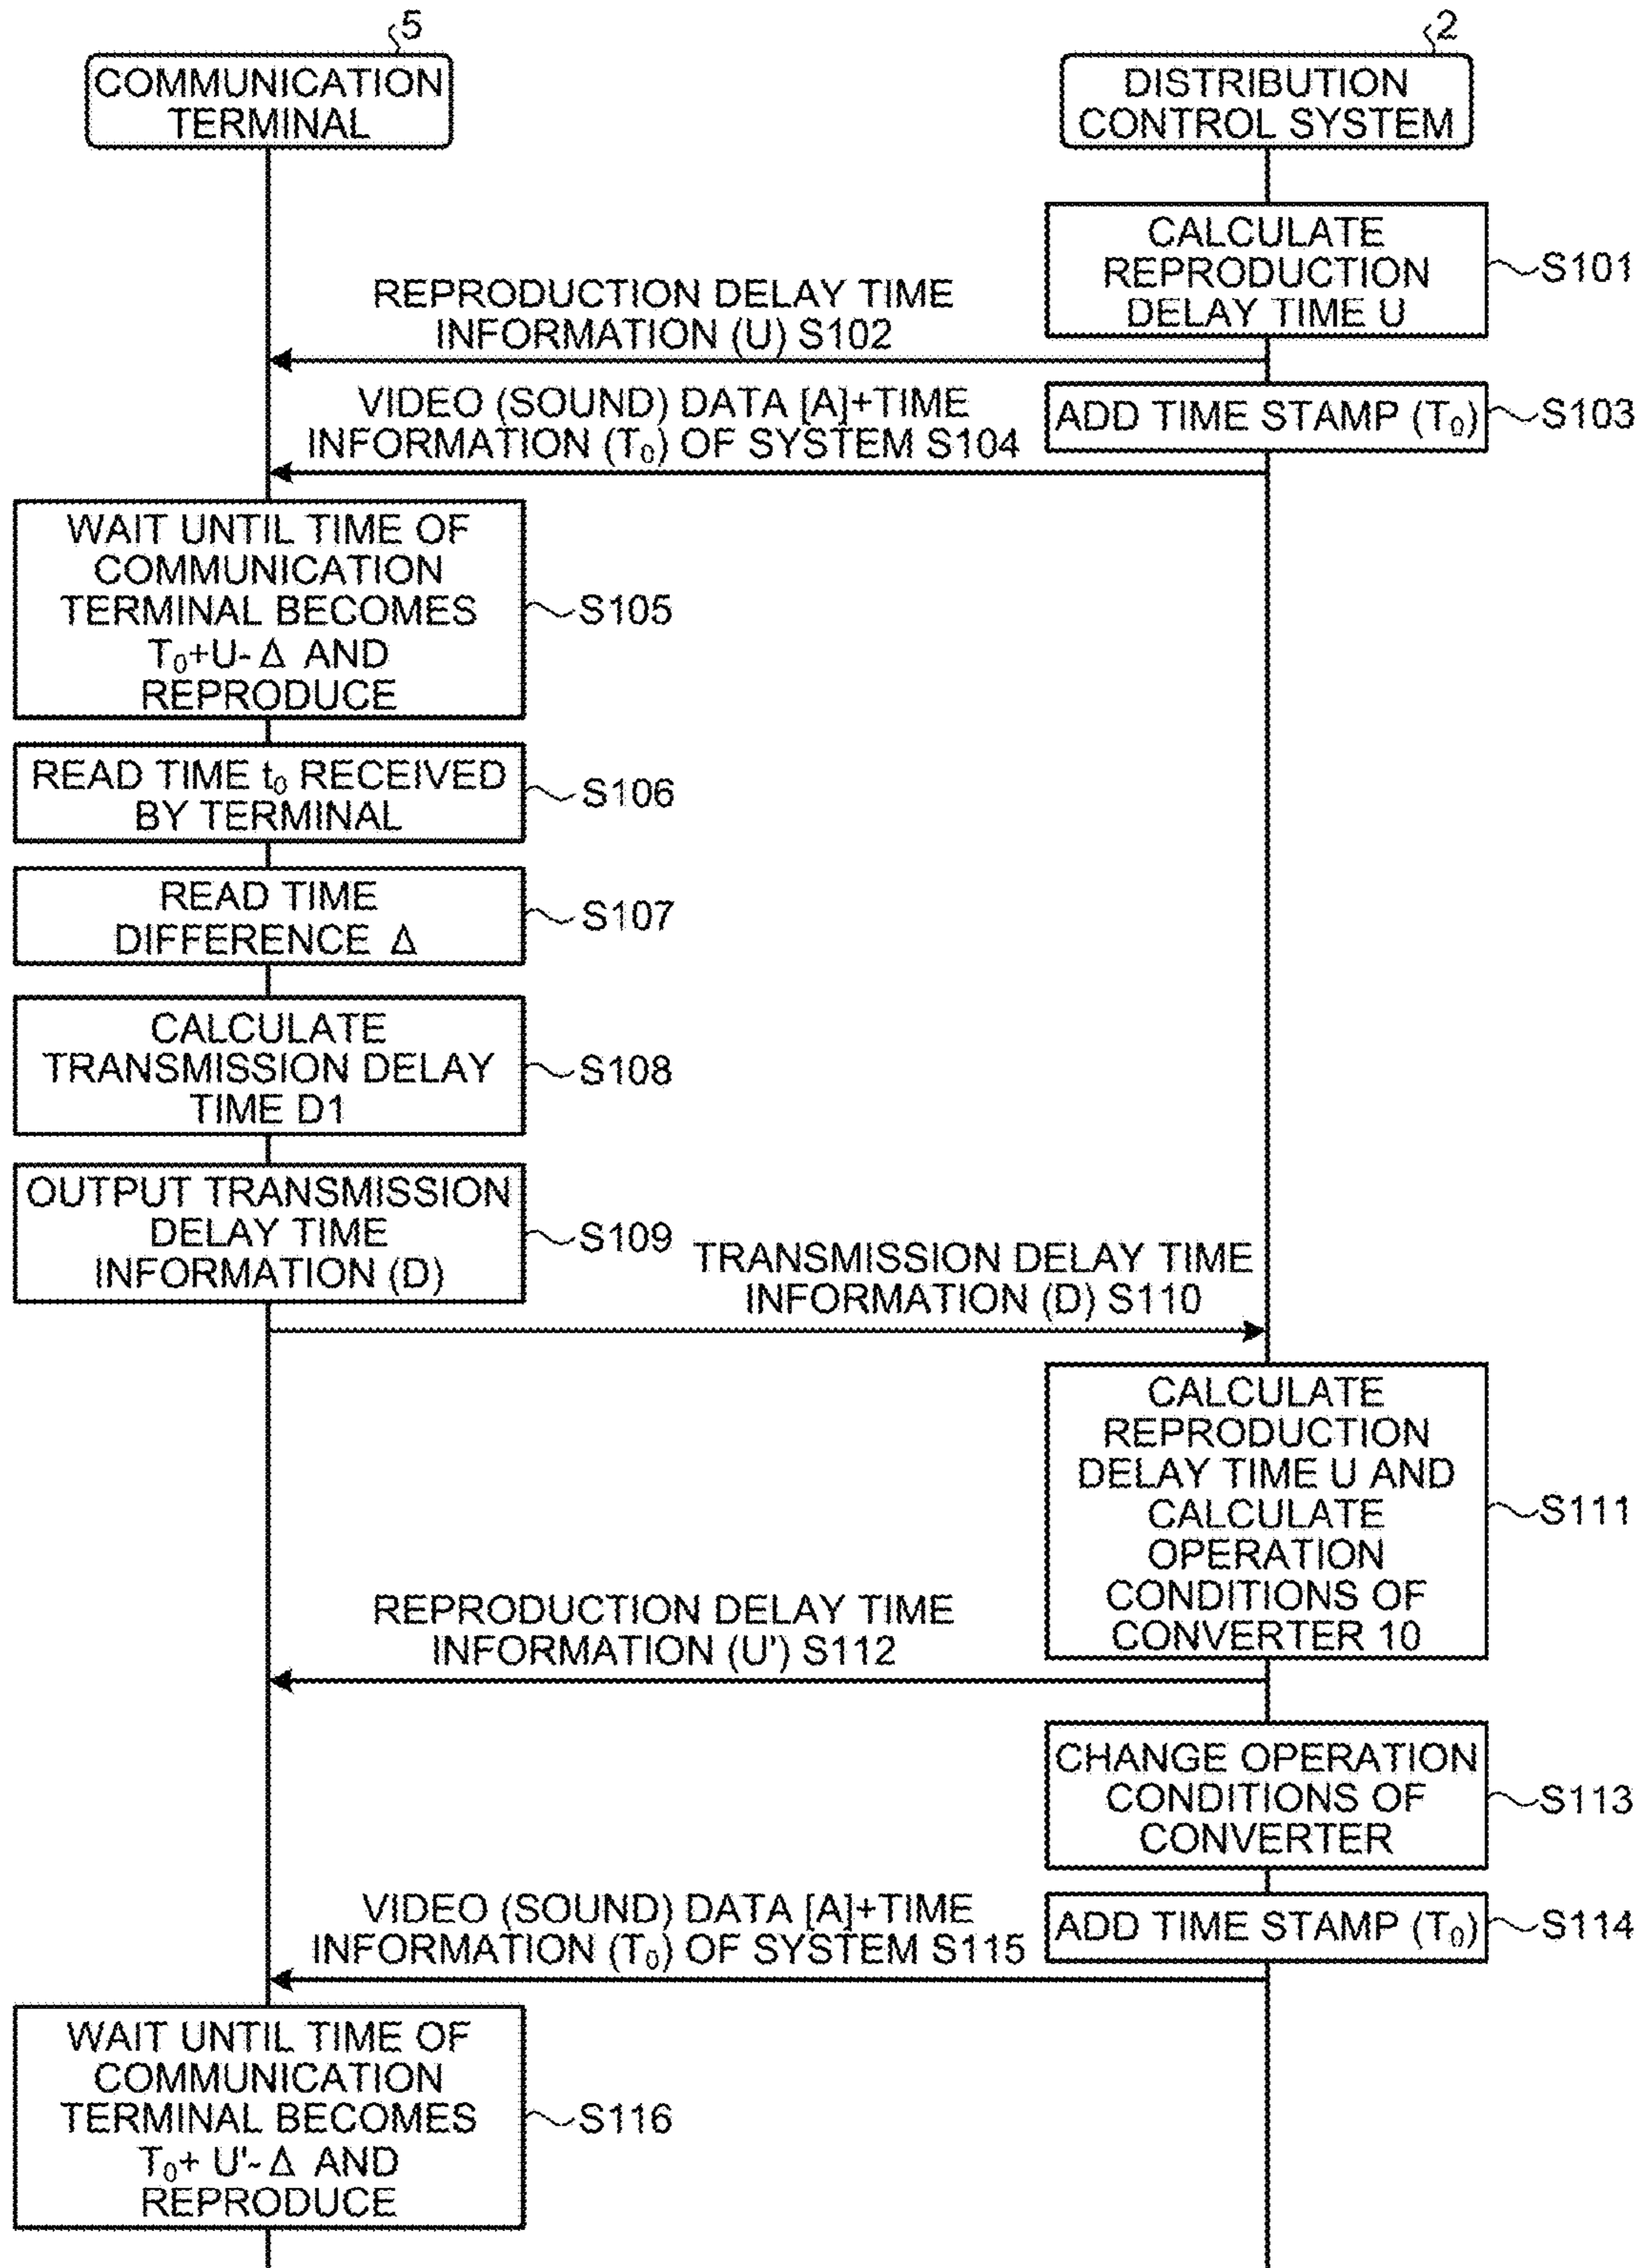 5
COMMUNICATION
TERMINAL
2
DISTRIBUTION
CONTROL SYSTEM
CALCULATE
REPRODUCTION
DELAY TIME U
S101
REPRODUCTION DELAY TIME
INFORMATION (U) S102
ADD TIME STAMP (T₀)
S103
VIDEO (SOUND) DATA [A]+TIME
INFORMATION (T₀) OF SYSTEM S104
WAIT UNTIL TIME OF
COMMUNICATION
TERMINAL BECOMES
T₀+U-Δ AND
REPRODUCE
S105
READ TIME t₀ RECEIVED
BY TERMINAL
S106
READ TIME
DIFFERENCE Δ
S107
CALCULATE
TRANSMISSION DELAY
TIME D1
S108
OUTPUT TRANSMISSION
DELAY TIME
INFORMATION (D)
S109
TRANSMISSION DELAY TIME
INFORMATION (D) S110
CALCULATE
REPRODUCTION
DELAY TIME U AND
CALCULATE
OPERATION
CONDITIONS OF
CONVERTER 10
S111
REPRODUCTION DELAY TIME
INFORMATION (U') S112
CHANGE OPERATION
CONDITIONS OF
CONVERTER
S113
ADD TIME STAMP (T₀)
S114
VIDEO (SOUND) DATA [A]+TIME
INFORMATION (T₀) OF SYSTEM S115
WAIT UNTIL TIME OF
COMMUNICATION
TERMINAL BECOMES
T₀+ U'-Δ AND
REPRODUCE
S116